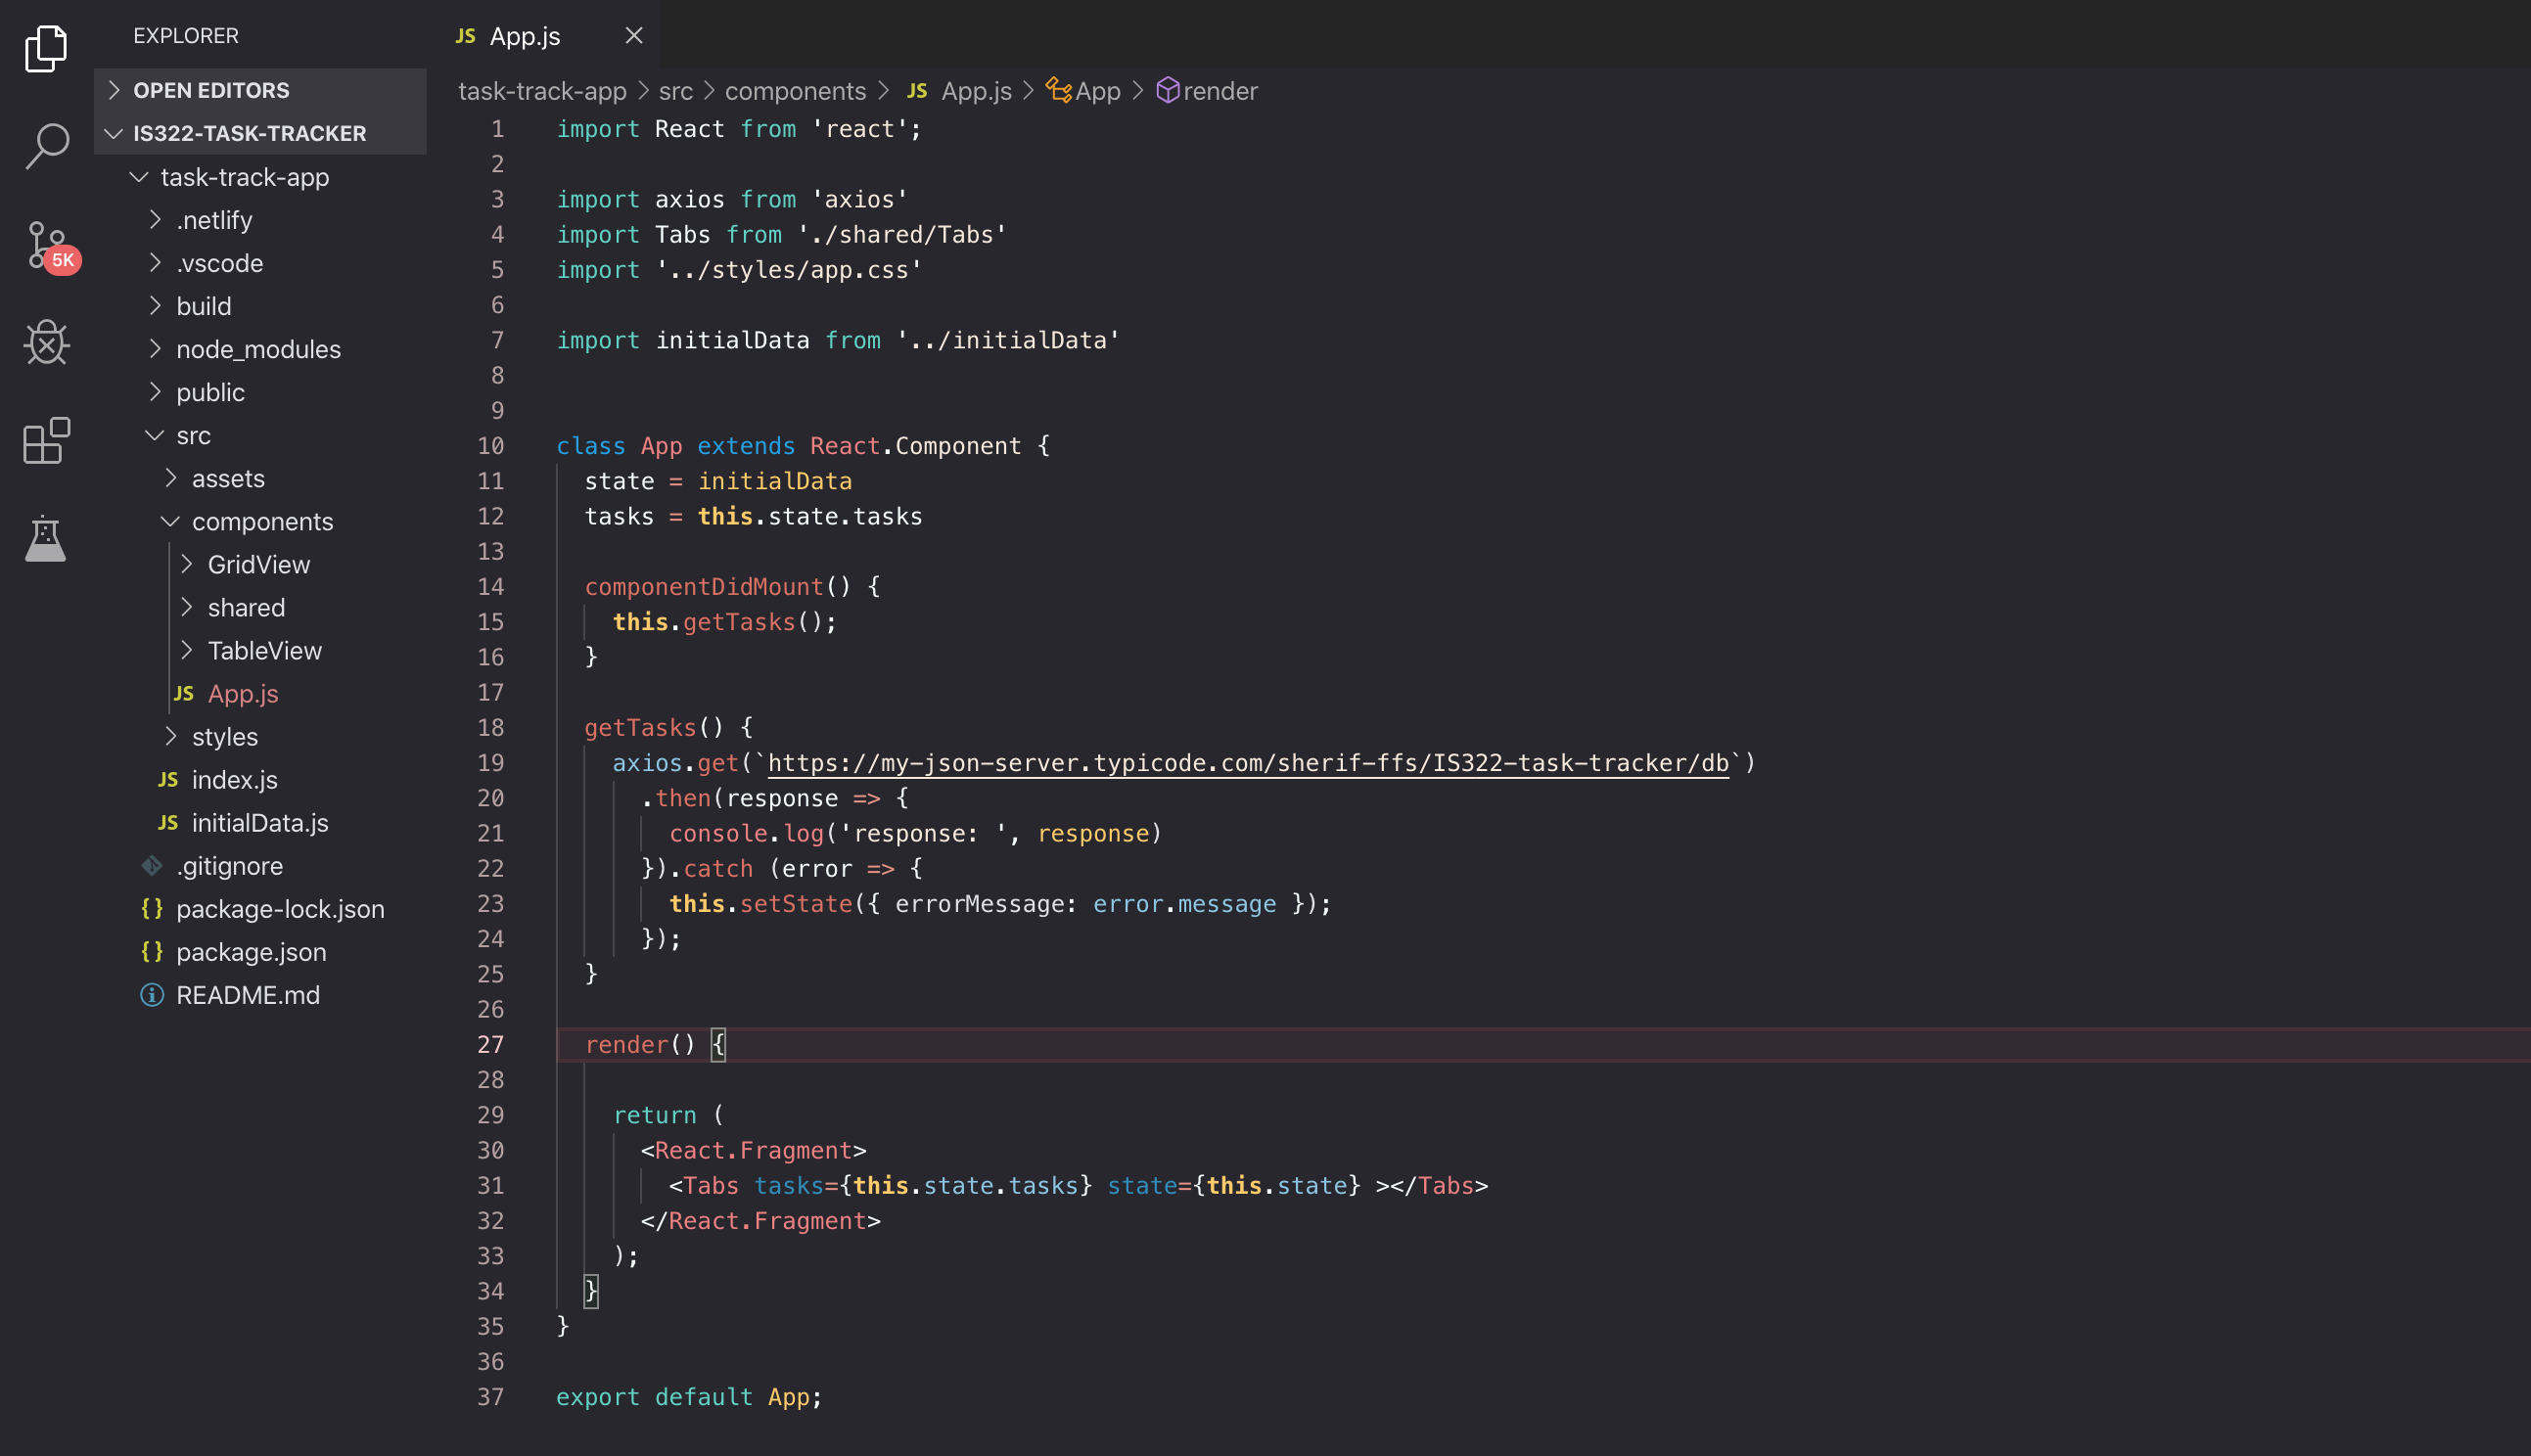 EXPLORER
OPEN EDITORS
IS322-TASK-TRACKER
task-track-app
.netlify
.vscode
build
node_modules
public
src
assets
components
GridView
shared
TableView
JS App.js
styles
JS index.js
JS initialData.js
.gitignore
{} package-lock.json
{} package.json
README.md
5K
JS App.js
task-track-app > src > components > JS App.js > App > render
1 import React from 'react';
2
3 import axios from 'axios'
4 import Tabs from './shared/Tabs'
5 import '../styles/app.css'
6
7 import initialData from '../initialData'
8
9
10 class App extends React.Component {
11   state = initialData
12   tasks = this.state.tasks
13
14   componentDidMount() {
15     this.getTasks();
16   }
17
18   getTasks() {
19     axios.get(`https://my-json-server.typicode.com/sherif-ffs/IS322-task-tracker/db`)
20       .then(response => {
21         console.log('response: ', response)
22       }).catch (error => {
23         this.setState({ errorMessage: error.message });
24       });
25   }
26
27   render() {
28
29     return (
30       <React.Fragment>
31         <Tabs tasks={this.state.tasks} state={this.state} ></Tabs>
32       </React.Fragment>
33     );
34   }
35 }
36
37 export default App;